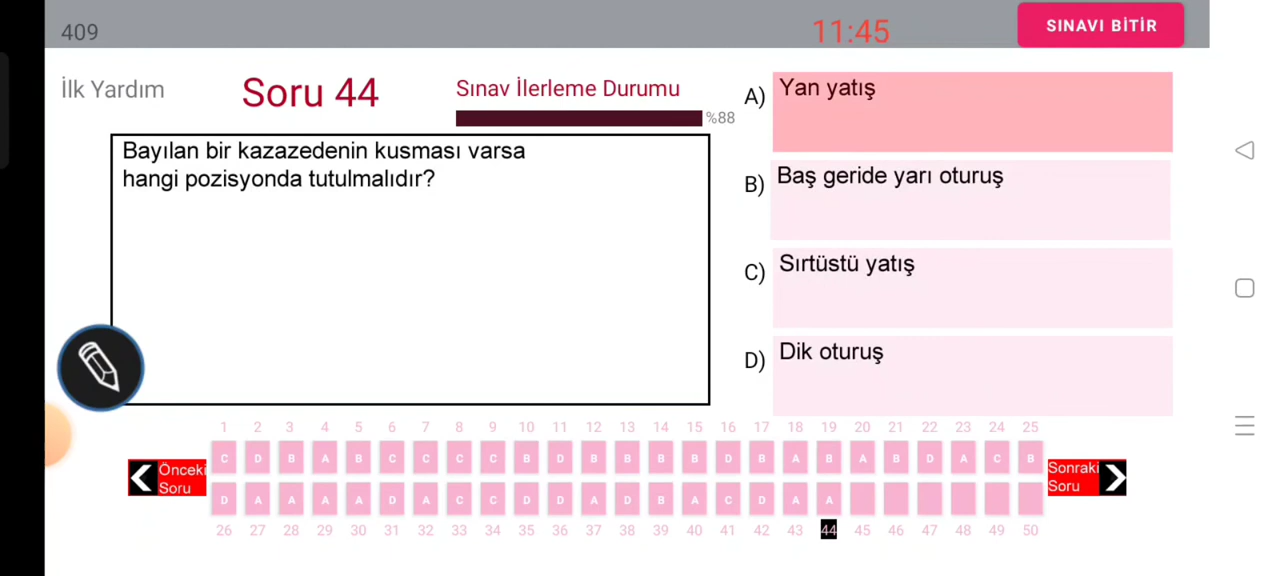 409
11:45
SINAVI BİTİR
İlk Yardım
Soru 44
Sınav İlerleme Durumu
%88
Bayılan bir kazazedenin kusması varsa
hangi pozisyonda tutulmalıdır?
A) Yan yatış
B) Baş geride yarı oturuş
C) Sırtüstü yatış
D) Dik oturuş
1 2 3 4 5 6 7 8 9 10 11 12 13 14 15 16 17 18 19 20 21 22 23 24 25
C D B A B C C C C B D B B B B D B A B A B D A C B
Önceki
Soru
Sonraki
Soru
D A A A A D A C C D D A D B A C D A A
26 27 28 29 30 31 32 33 34 35 36 37 38 39 40 41 42 43 44 45 46 47 48 49 50